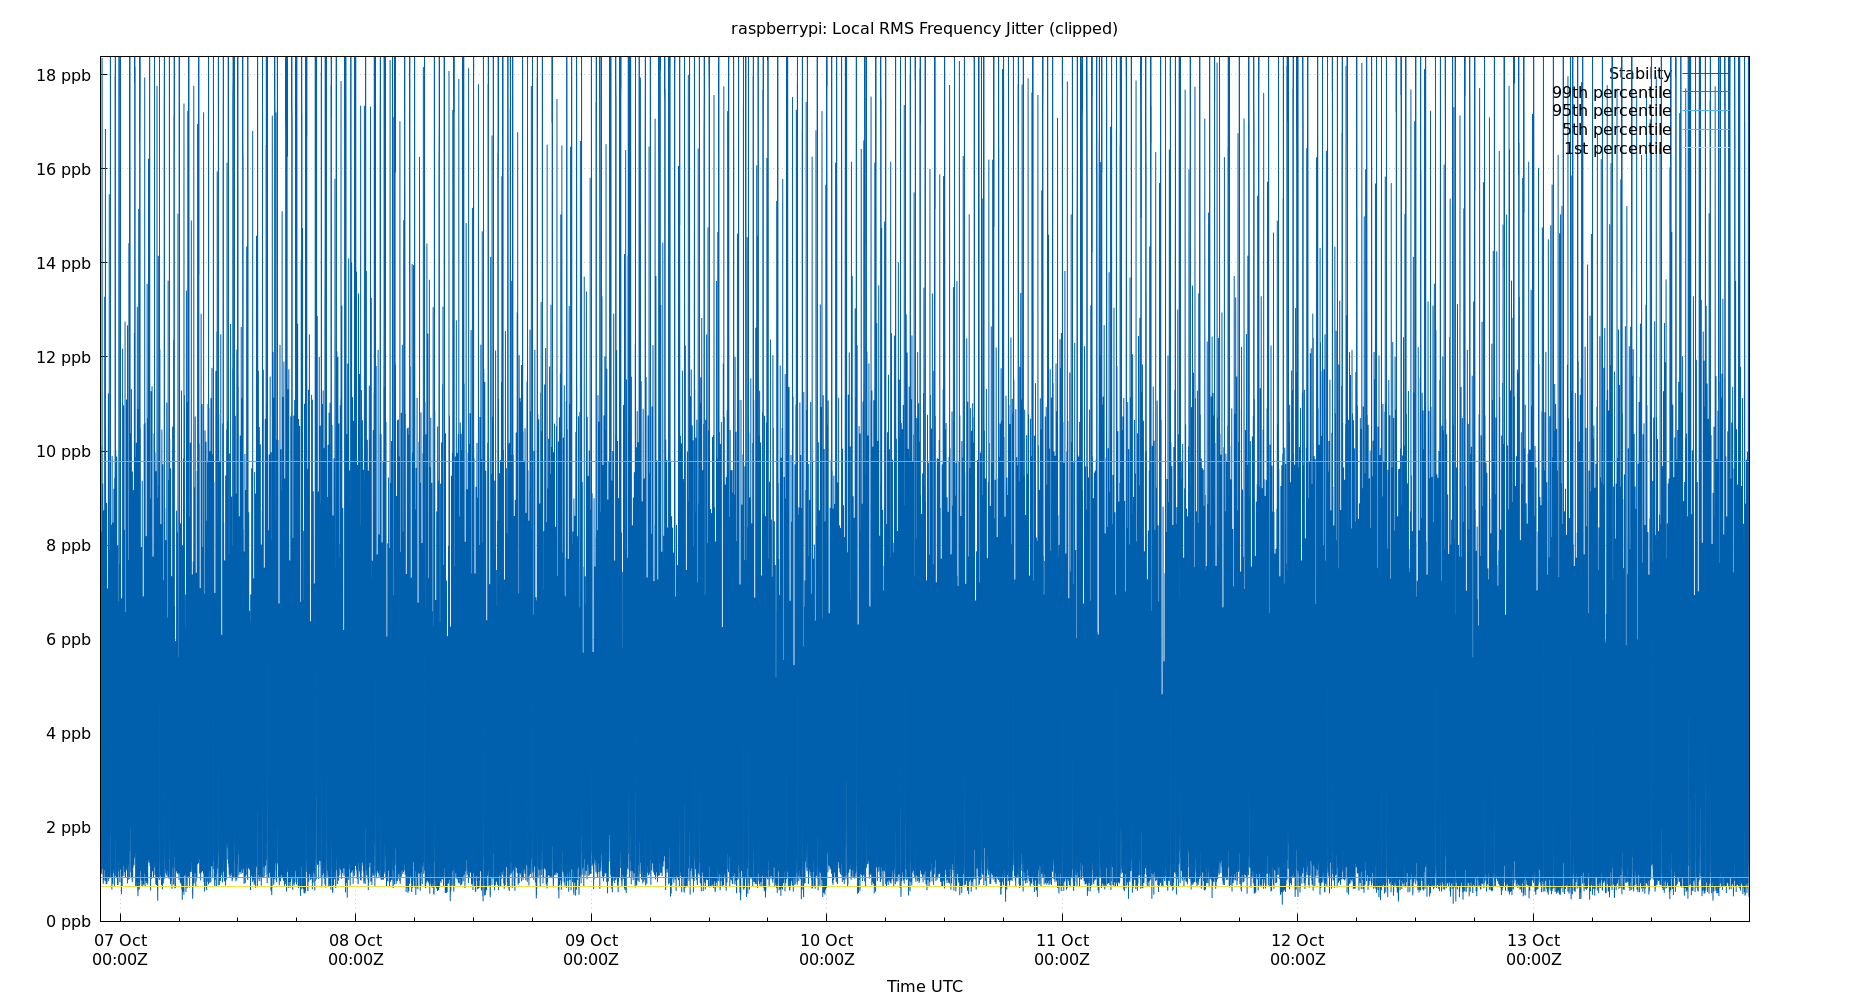 raspberrypi: Local RMS Frequency Jitter (clipped)
18 ppb
16 ppb
14 ppb
12 ppb
10 ppb
8 ppb
6 ppb
4 ppb
2 ppb
0 ppb
Stability
99th percentile
95th percentile
5th percentile
1st percentile
07 Oct 08 Oct 09 Oct 10 Oct 11 Oct 12 Oct 13 Oct
00:00Z 00:00Z 00:00Z 00:00Z 00:00Z 00:00Z 00:00Z
Time UTC